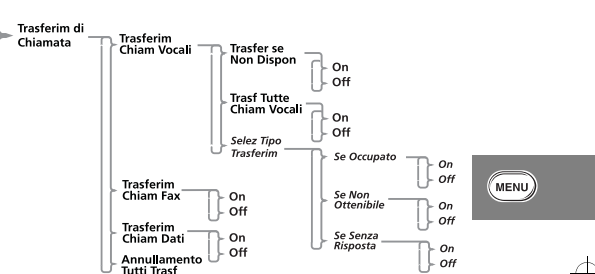 Trasferim di
Chiamata
Trasferim
Chiam Vocali
Trasfer se
Non Dispon
On
Off
Trasf Tutte
Chiam Vocali
On
Off
Selez Tipo
Trasferim
Se Occupato
On
Off
Se Non
Ottenibile
On
Off
Se Senza
Risposta
On
Off
Trasferim
Chiam Fax
On
Off
Trasferim
Chiam Dati
On
Off
Annullamento
Tutti Trasf
MENU